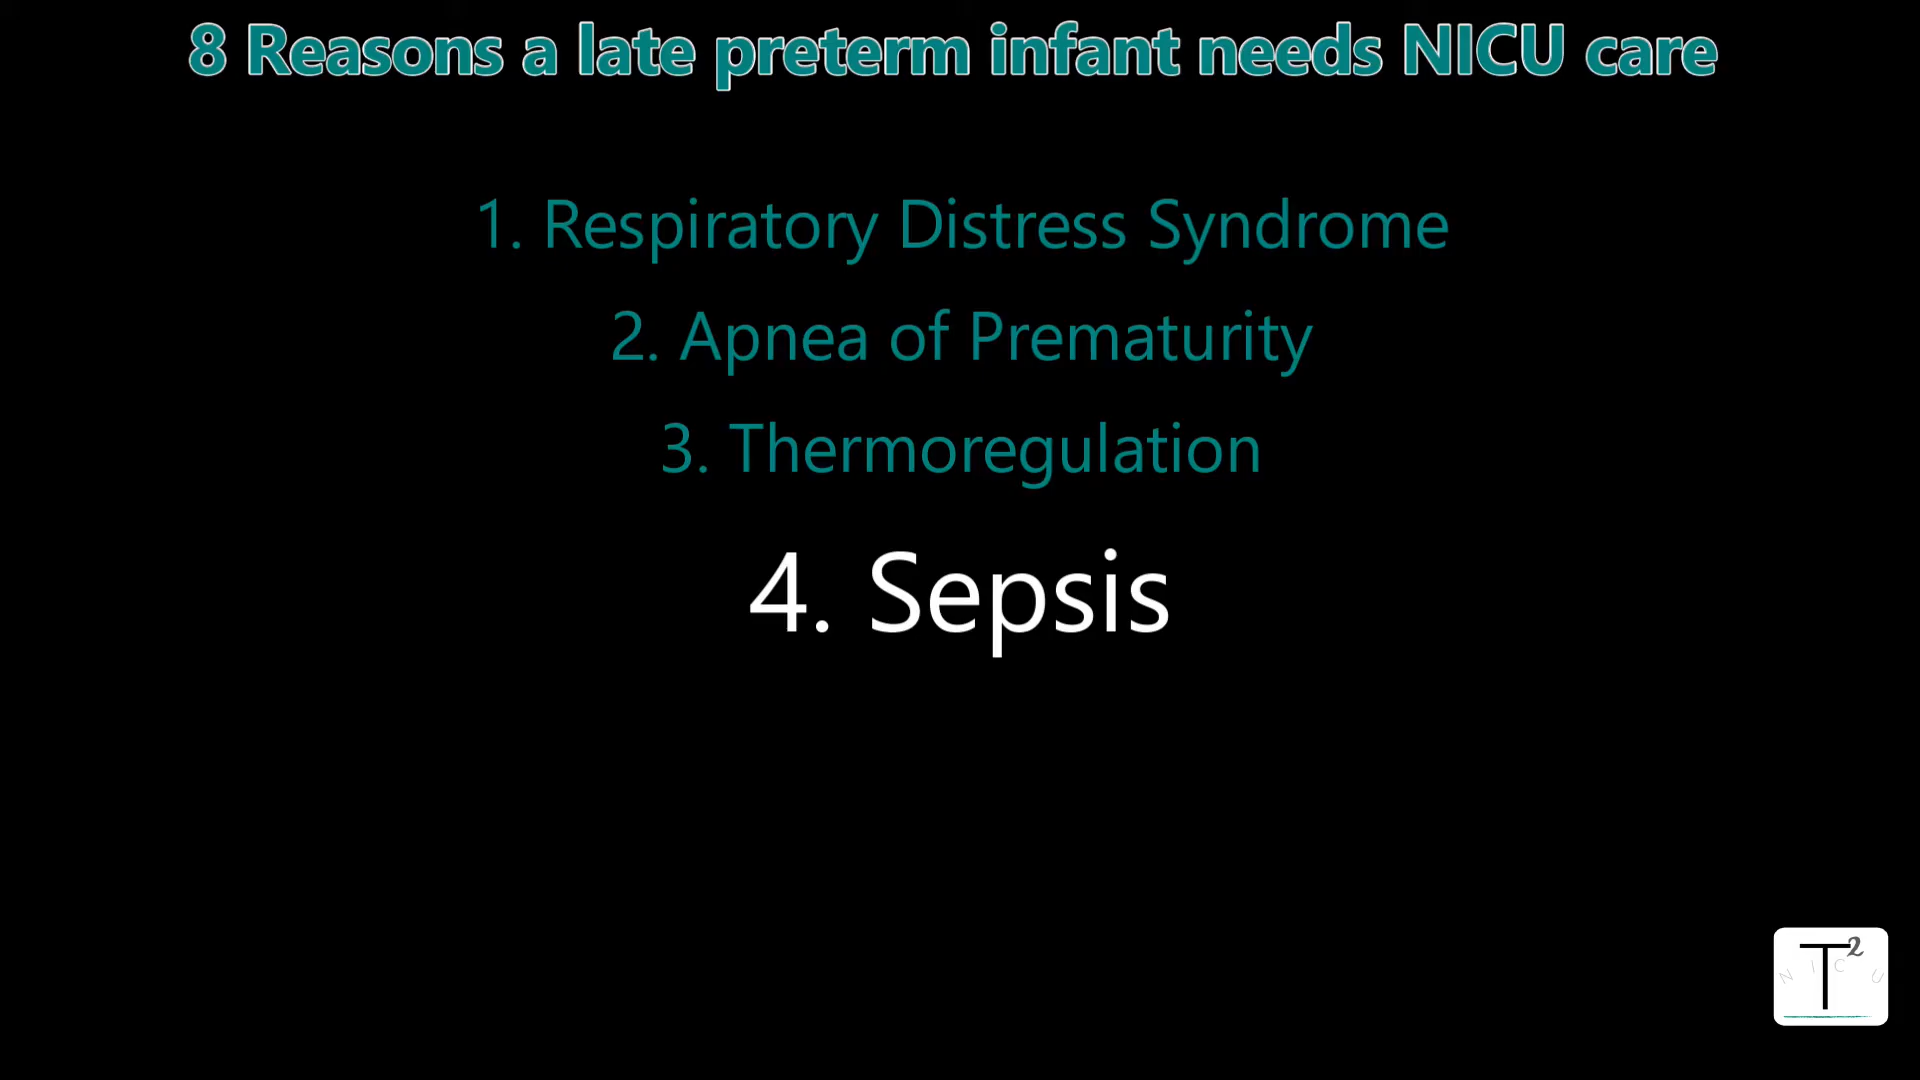 8 Reasons a late preterm infant needs NICU care
1. Respiratory Distress Syndrome
2. Apnea of Prematurity
3. Thermoregulation
4. Sepsis
T²
N I C U